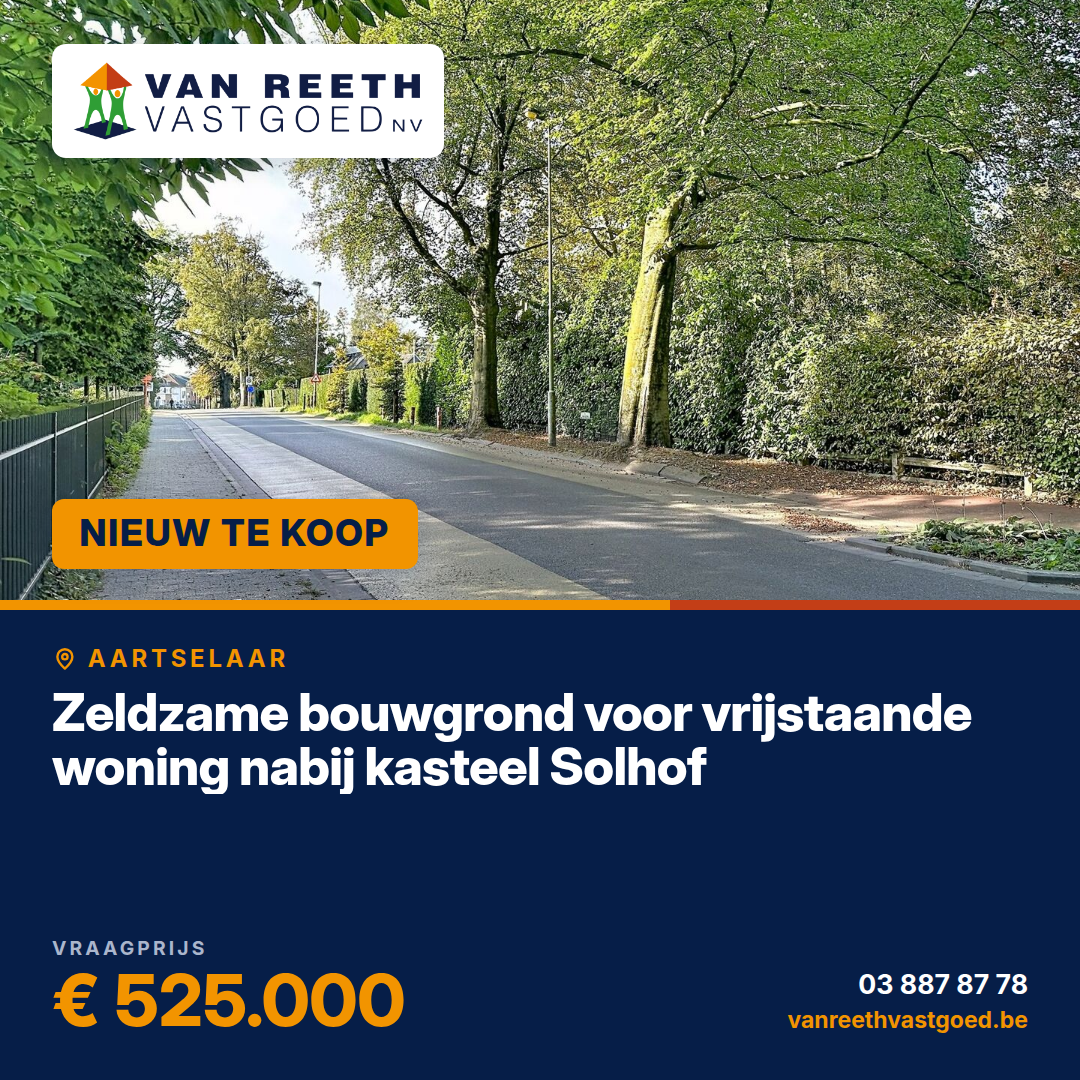 VAN REETH
VASTGOED NV
NIEUW TE KOOP
AARTSELAAR
Zeldzame bouwgrond voor vrijstaande
woning nabij kasteel Solhof
VRAAGPRIJS
€ 525.000
03 887 87 78
vanreethvastgoed.be